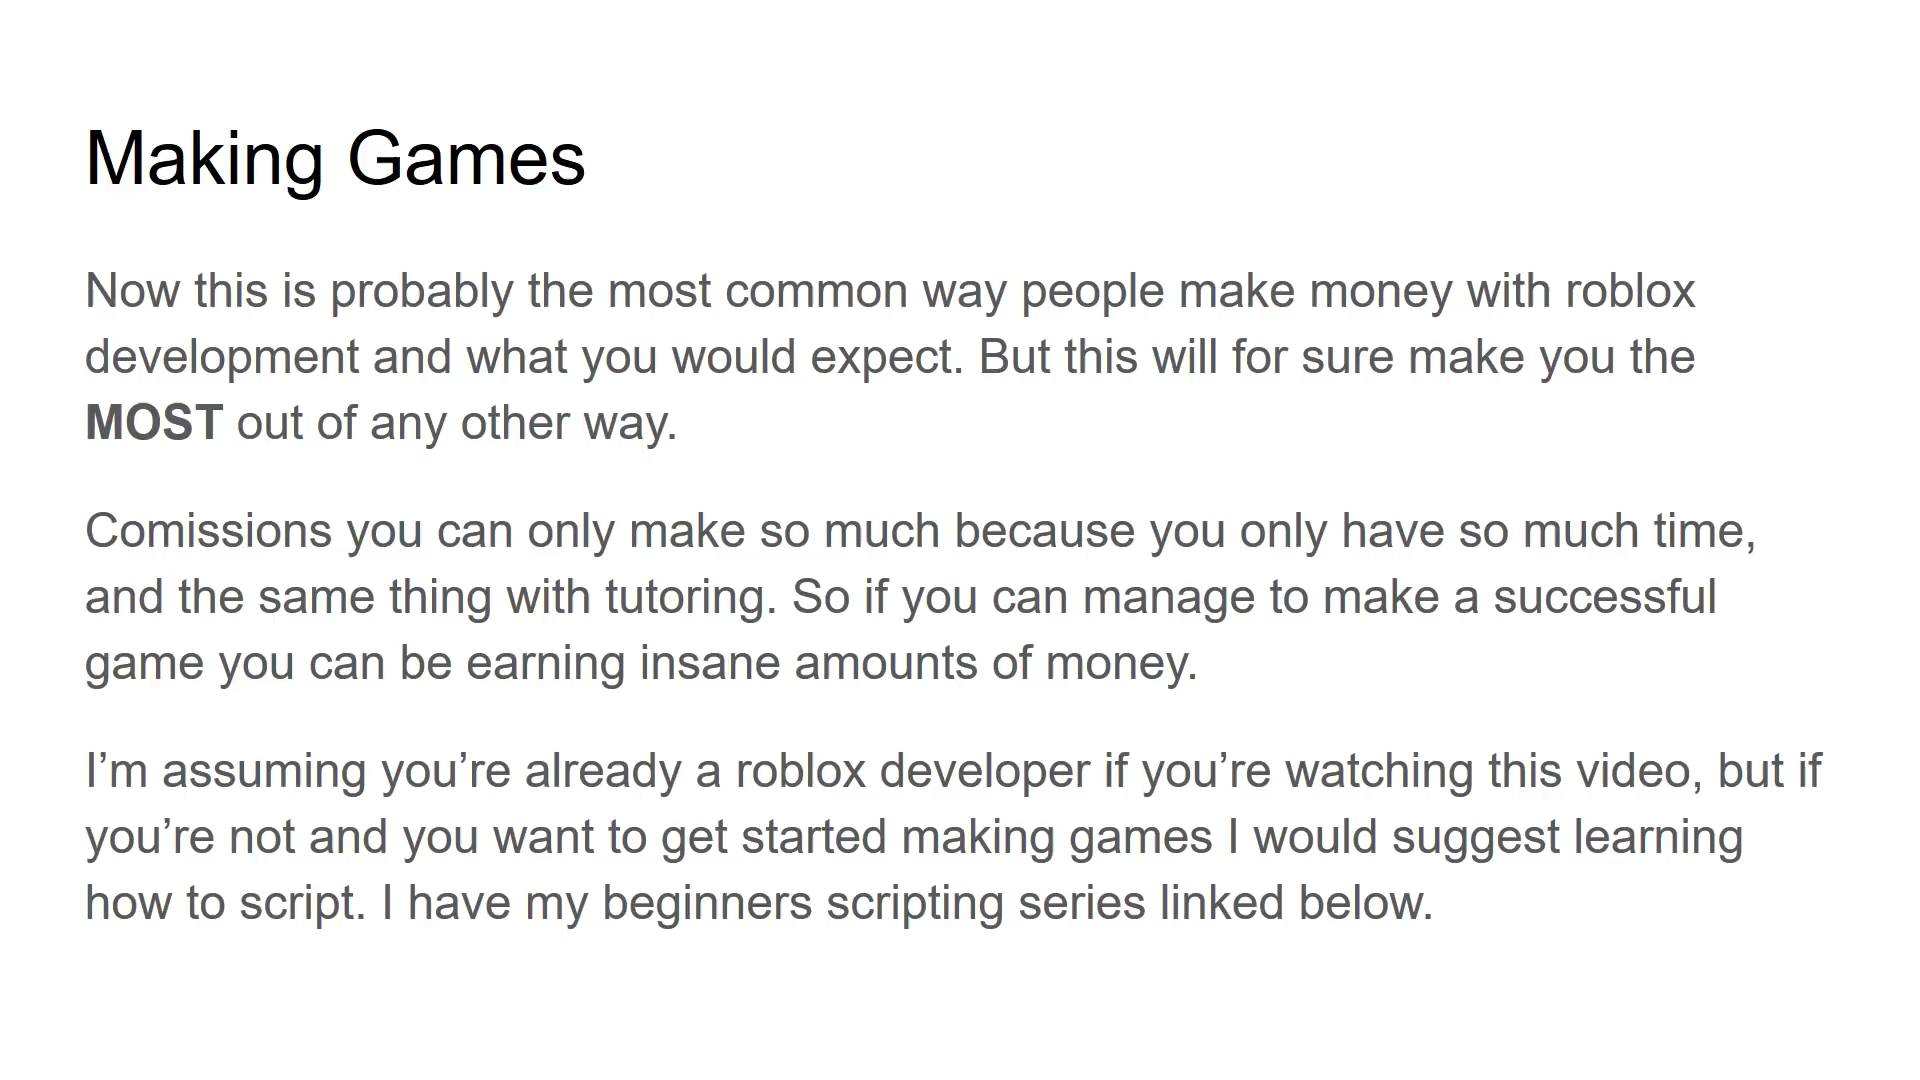 Making Games
Now this is probably the most common way people make money with roblox
development and what you would expect. But this will for sure make you the
MOST out of any other way.
Comissions you can only make so much because you only have so much time,
and the same thing with tutoring. So if you can manage to make a successful
game you can be earning insane amounts of money.
I’m assuming you’re already a roblox developer if you’re watching this video, but if
you’re not and you want to get started making games I would suggest learning
how to script. I have my beginners scripting series linked below.